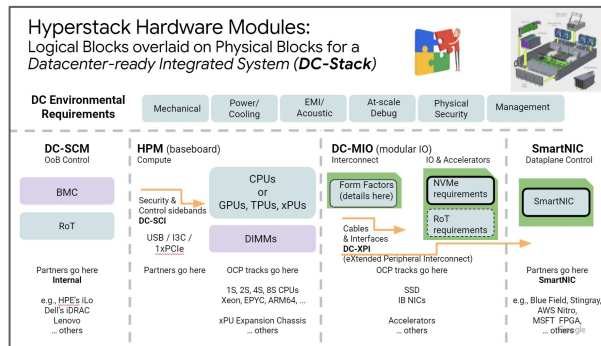 Hyperstack Hardware Modules:
Logical Blocks overlaid on Physical Blocks for a
Datacenter-ready Integrated System (DC-Stack)
DC Environmental
Requirements
Mechanical
Power/
Cooling
EMI/
Acoustic
At-scale
Debug
Physical
Security
Management
DC-SCM
OoB Control
BMC
RoT
Partners go here
Internal
e.g., HPE's iLo
Dell's iDRAC
Lenovo
... others
HPM (baseboard)
Compute
Security &
Control sidebands
DC-SCI
USB / I3C /
1xPCIe
Partners go here
CPUs
or
GPUs, TPUs, xPUs
DIMMs
OCP tracks go here
1S, 2S, 4S, 8S CPUs
Xeon, EPYC, ARM64, ...
xPU Expansion Chassis
... others
DC-MIO (modular IO)
Interconnect
IO & Accelerators
Form Factors
(details here)
NVMe
requirements
RoT
requirements
Cables
& Interfaces
DC-XPI
(eXtended Peripheral Interconnect)
OCP tracks go here
SSD
IB NICs
Accelerators
... others
SmartNIC
Dataplane Control
SmartNIC
Partners go here
SmartNIC
e.g., Blue Field, Stingray,
AWS Nitro,
MSFT FPGA,
... others
Google